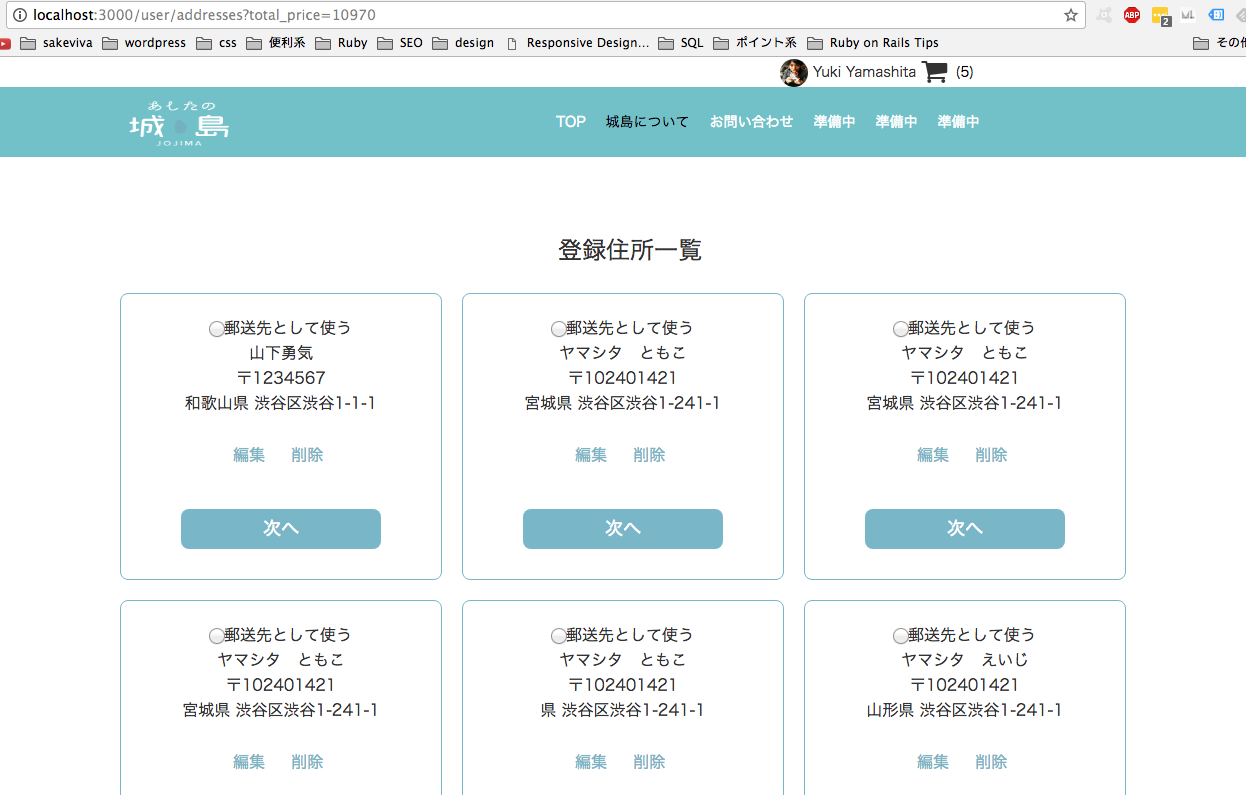 localhost:3000/user/addresses?total_price=10970
ABP 2
sakeviva wordpress css 便利系 Ruby SEO design Responsive Design... SQL ポイント系 Ruby on Rails Tips
Yuki Yamashita (5)
あしたの
城島
JOJIMA
TOP 城島について お問い合わせ 準備中 準備中 準備中
登録住所一覧
郵送先として使う 郵送先として使う 郵送先として使う
山下勇気 ヤマシタ ともこ ヤマシタ ともこ
〒1234567 〒102401421 〒102401421
和歌山県 渋谷区渋谷1-1-1 宮城県 渋谷区渋谷1-241-1 宮城県 渋谷区渋谷1-241-1
編集 削除 編集 削除 編集 削除
次へ 次へ 次へ
郵送先として使う 郵送先として使う 郵送先として使う
ヤマシタ ともこ ヤマシタ ともこ ヤマシタ えいじ
〒102401421 〒102401421 〒102401421
宮城県 渋谷区渋谷1-241-1 県 渋谷区渋谷1-241-1 山形県 渋谷区渋谷1-241-1
編集 削除 編集 削除 編集 削除